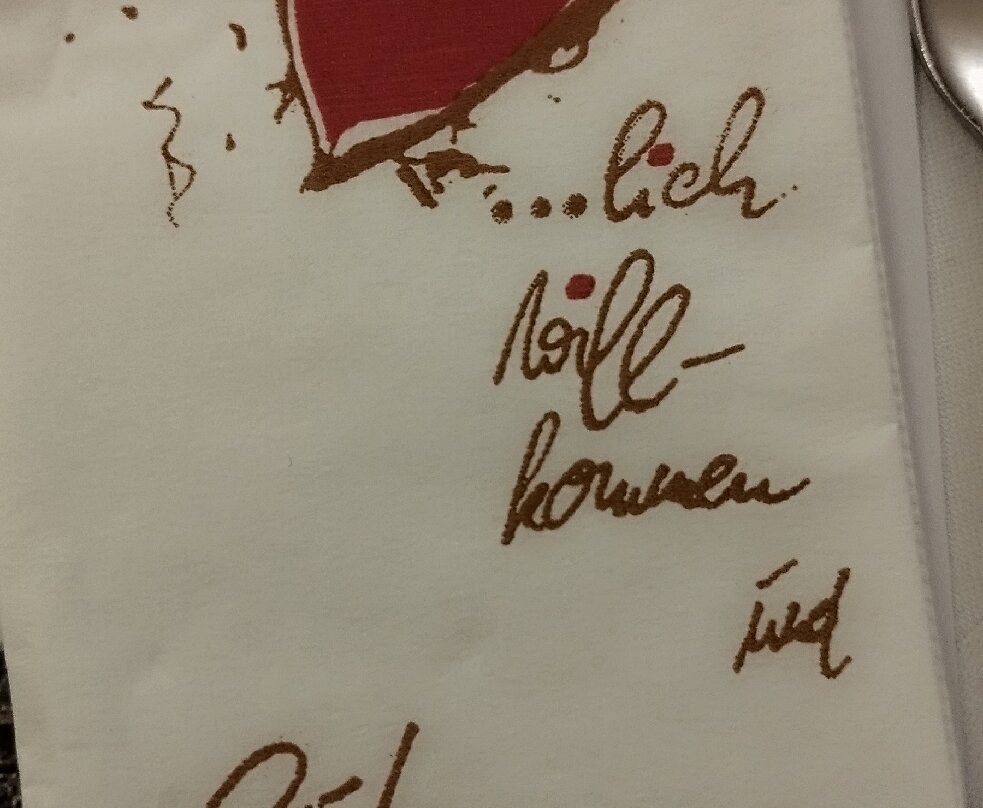 ...lich
Will-
kommen
und